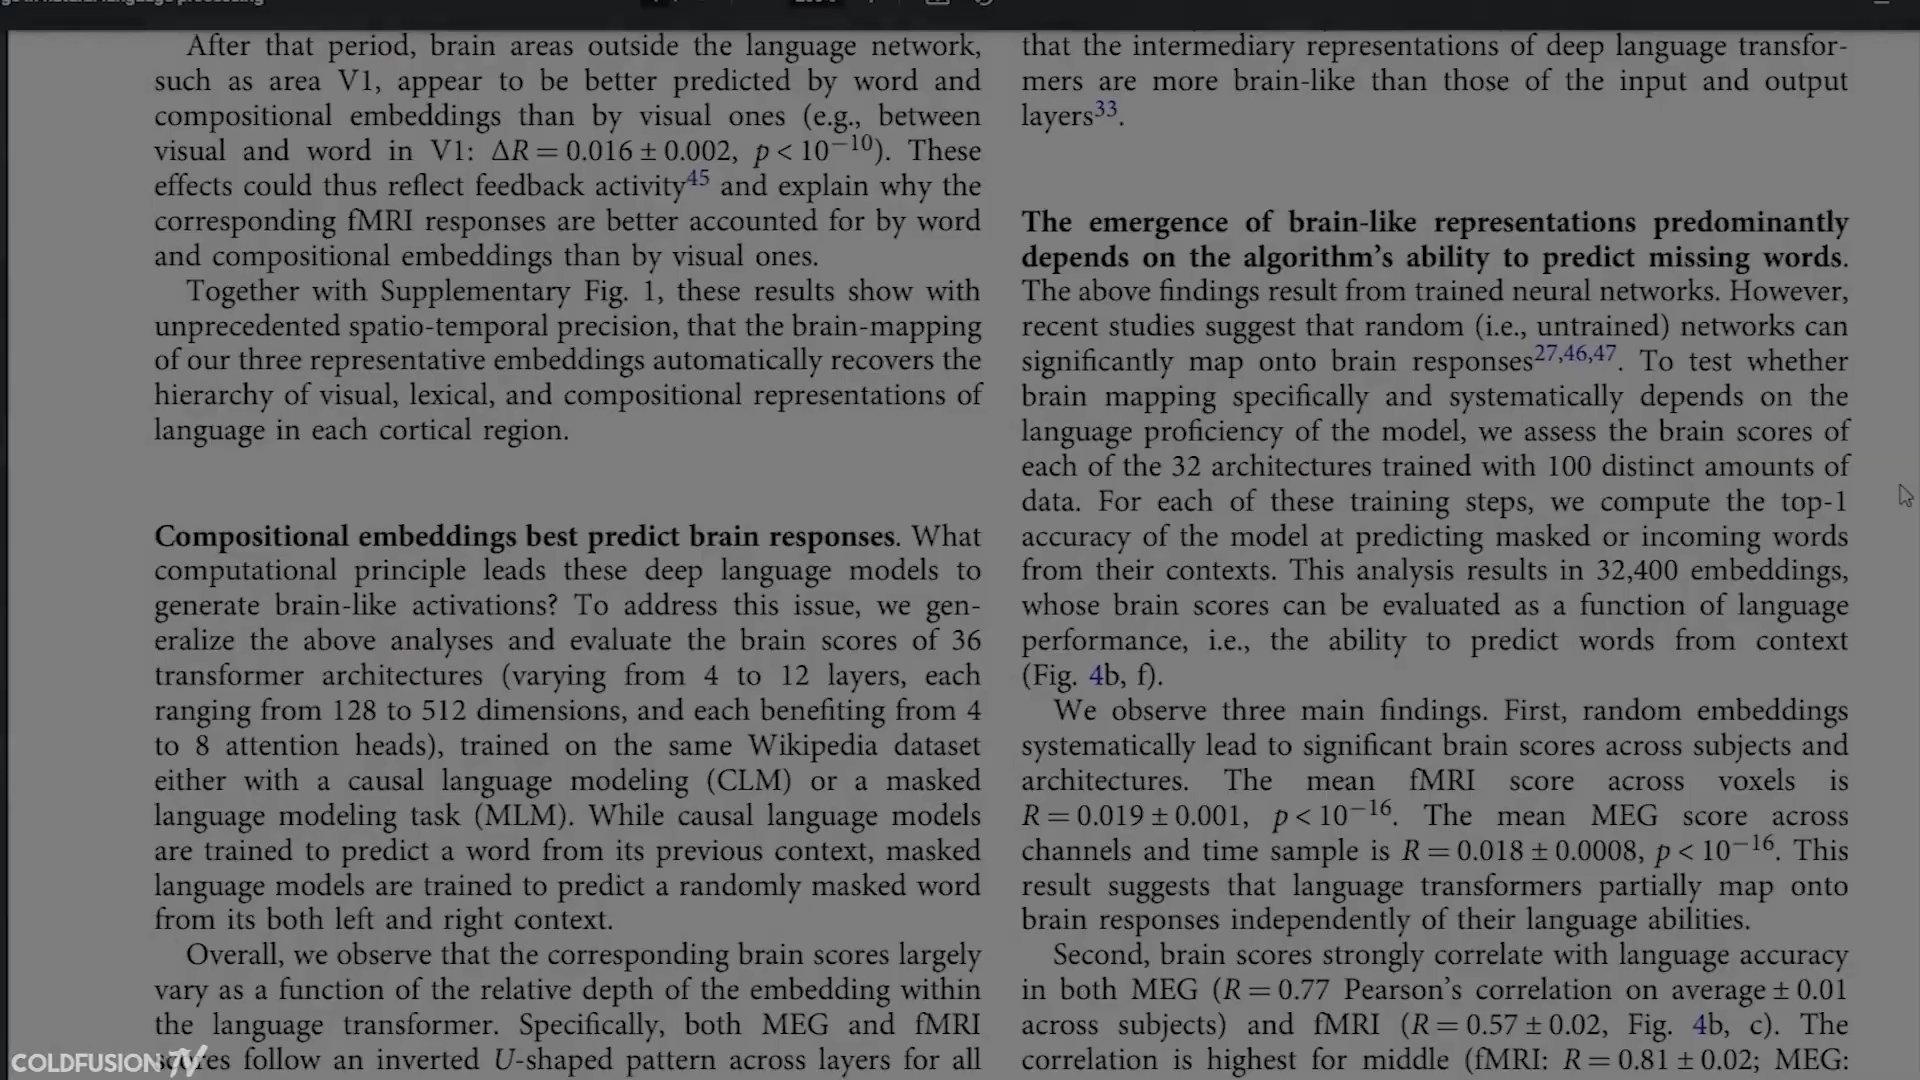 After that period, brain areas outside the language network,
such as area V1, appear to be better predicted by word and
compositional embeddings than by visual ones (e.g., between
visual and word in V1: ΔR = 0.016 ± 0.002, p < 10⁻¹⁰). These
effects could thus reflect feedback activity⁴⁵ and explain why the
corresponding fMRI responses are better accounted for by word
and compositional embeddings than by visual ones.
Together with Supplementary Fig. 1, these results show with
unprecedented spatio-temporal precision, that the brain-mapping
of our three representative embeddings automatically recovers the
hierarchy of visual, lexical, and compositional representations of
language in each cortical region.
Compositional embeddings best predict brain responses. What
computational principle leads these deep language models to
generate brain-like activations? To address this issue, we gen-
eralize the above analyses and evaluate the brain scores of 36
transformer architectures (varying from 4 to 12 layers, each
ranging from 128 to 512 dimensions, and each benefiting from 4
to 8 attention heads), trained on the same Wikipedia dataset
either with a causal language modeling (CLM) or a masked
language modeling task (MLM). While causal language models
are trained to predict a word from its previous context, masked
language models are trained to predict a randomly masked word
from its both left and right context.
Overall, we observe that the corresponding brain scores largely
vary as a function of the relative depth of the embedding within
the language transformer. Specifically, both MEG and fMRI
follow an inverted U-shaped pattern across layers for all
that the intermediary representations of deep language transfor-
mers are more brain-like than those of the input and output
layers³³.
The emergence of brain-like representations predominantly
depends on the algorithm's ability to predict missing words.
The above findings result from trained neural networks. However,
recent studies suggest that random (i.e., untrained) networks can
significantly map onto brain responses²⁷,⁴⁶,⁴⁷. To test whether
brain mapping specifically and systematically depends on the
language proficiency of the model, we assess the brain scores of
each of the 32 architectures trained with 100 distinct amounts of
data. For each of these training steps, we compute the top-1
accuracy of the model at predicting masked or incoming words
from their contexts. This analysis results in 32,400 embeddings,
whose brain scores can be evaluated as a function of language
performance, i.e., the ability to predict words from context
(Fig. 4b, f).
We observe three main findings. First, random embeddings
systematically lead to significant brain scores across subjects and
architectures. The mean fMRI score across voxels is
R = 0.019 ± 0.001, p < 10⁻¹⁶. The mean MEG score across
channels and time sample is R = 0.018 ± 0.0008, p < 10⁻¹⁶. This
result suggests that language transformers partially map onto
brain responses independently of their language abilities.
Second, brain scores strongly correlate with language accuracy
in both MEG (R = 0.77 Pearson's correlation on average ± 0.01
across subjects) and fMRI (R = 0.57 ± 0.02, Fig. 4b, c). The
correlation is highest for middle (fMRI: R = 0.81 ± 0.02; MEG:
COLDFUSION TV